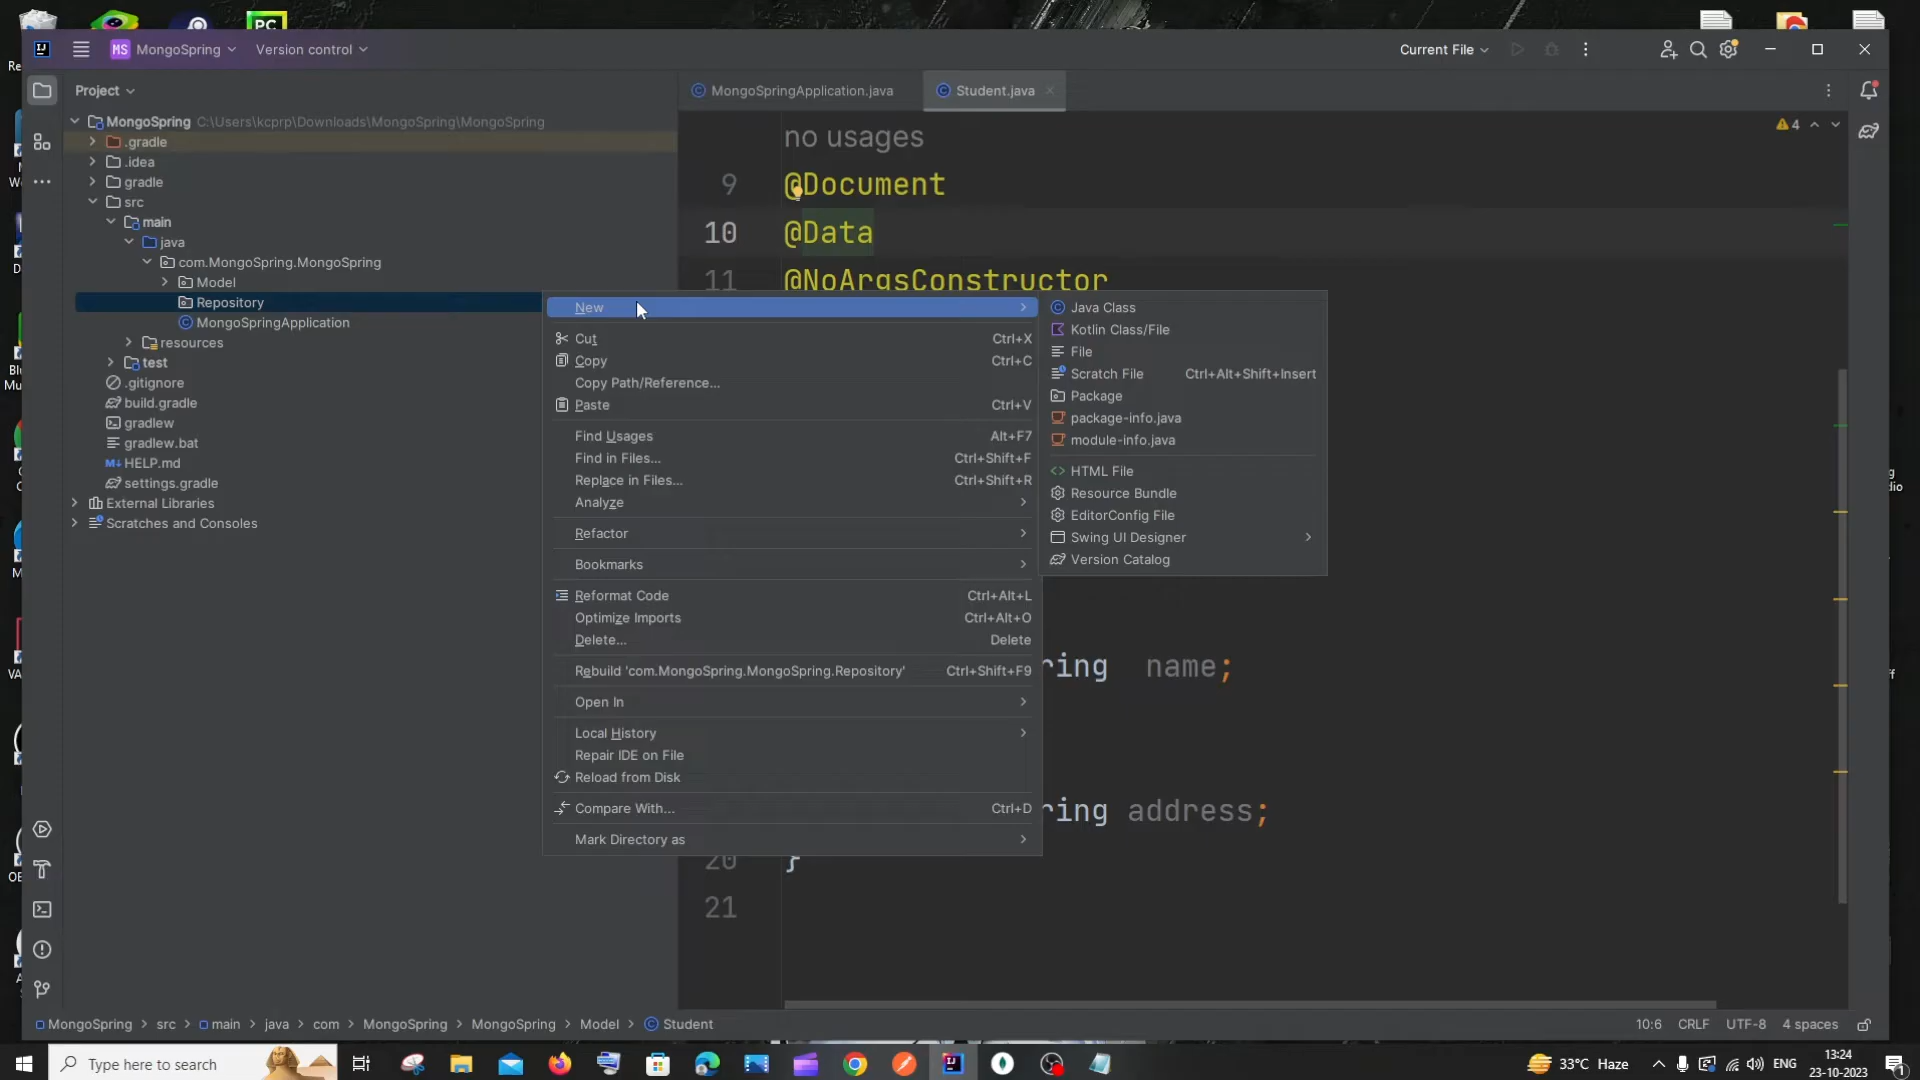 PC
MongoSpring
Version control
Current File
Project
MongoSpringApplication.java
Student.java
MongoSpring C:\Users\kcprp\Downloads\MongoSpring\MongoSpring
.gradle
.idea
gradle
src
main
java
com.MongoSpring.MongoSpring
Model
Repository
MongoSpringApplication
resources
test
.gitignore
build.gradle
gradlew
gradlew.bat
HELP.md
settings.gradle
External Libraries
Scratches and Consoles
no usages
4
9 @Document
10 @Data
11 @NoArgsConstructor
ring name;
ring address;
20 }
21
New
Cut Ctrl+X
Copy Ctrl+C
Copy Path/Reference...
Paste Ctrl+V
Find Usages Alt+F7
Find in Files... Ctrl+Shift+F
Replace in Files... Ctrl+Shift+R
Analyze
Refactor
Bookmarks
Reformat Code Ctrl+Alt+L
Optimize Imports Ctrl+Alt+O
Delete... Delete
Rebuild 'com.MongoSpring.MongoSpring.Repository' Ctrl+Shift+F9
Open In
Local History
Repair IDE on File
Reload from Disk
Compare With... Ctrl+D
Mark Directory as
Java Class
Kotlin Class/File
File
Scratch File Ctrl+Alt+Shift+Insert
Package
package-info.java
module-info.java
HTML File
Resource Bundle
EditorConfig File
Swing UI Designer
Version Catalog
MongoSpring > src > main > java > com > MongoSpring > MongoSpring > Model > Student
10:6 CRLF UTF-8 4 spaces
Type here to search
33°C Haze
ENG
13:24
23-10-2023